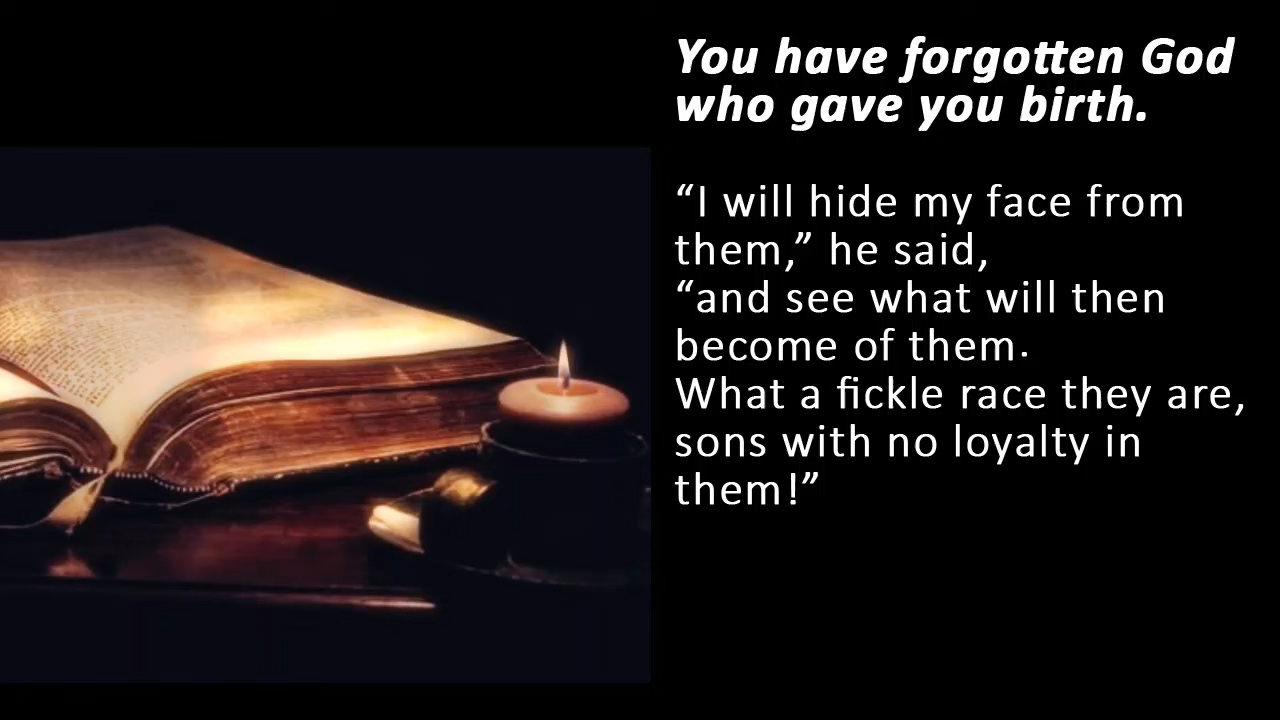 You have forgotten God
who gave you birth.
“I will hide my face from
them,” he said,
“and see what will then
become of them.
What a fickle race they are,
sons with no loyalty in
them!”